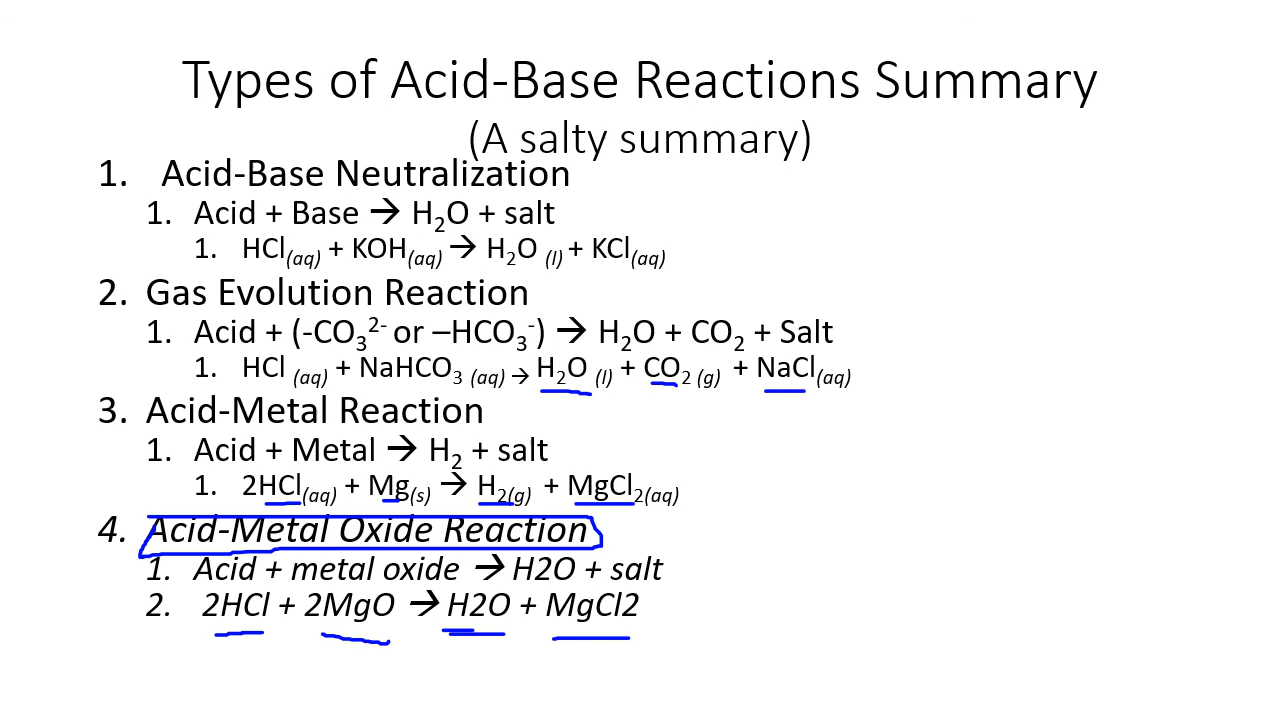 Types of Acid-Base Reactions Summary
(A salty summary)
1. Acid-Base Neutralization
1. Acid + Base → H₂O + salt
1. HCl(aq) + KOH(aq) → H₂O (l) + KCl(aq)
2. Gas Evolution Reaction
1. Acid + (-CO₃²⁻ or –HCO₃⁻) → H₂O + CO₂ + Salt
1. HCl (aq) + NaHCO₃ (aq) → H₂O (l) + CO₂ (g) + NaCl(aq)
3. Acid-Metal Reaction
1. Acid + Metal → H₂ + salt
1. 2HCl(aq) + Mg(s) → H₂(g) + MgCl₂(aq)
4. Acid-Metal Oxide Reaction
1. Acid + metal oxide → H2O + salt
2. 2HCl + 2MgO → H2O + MgCl2